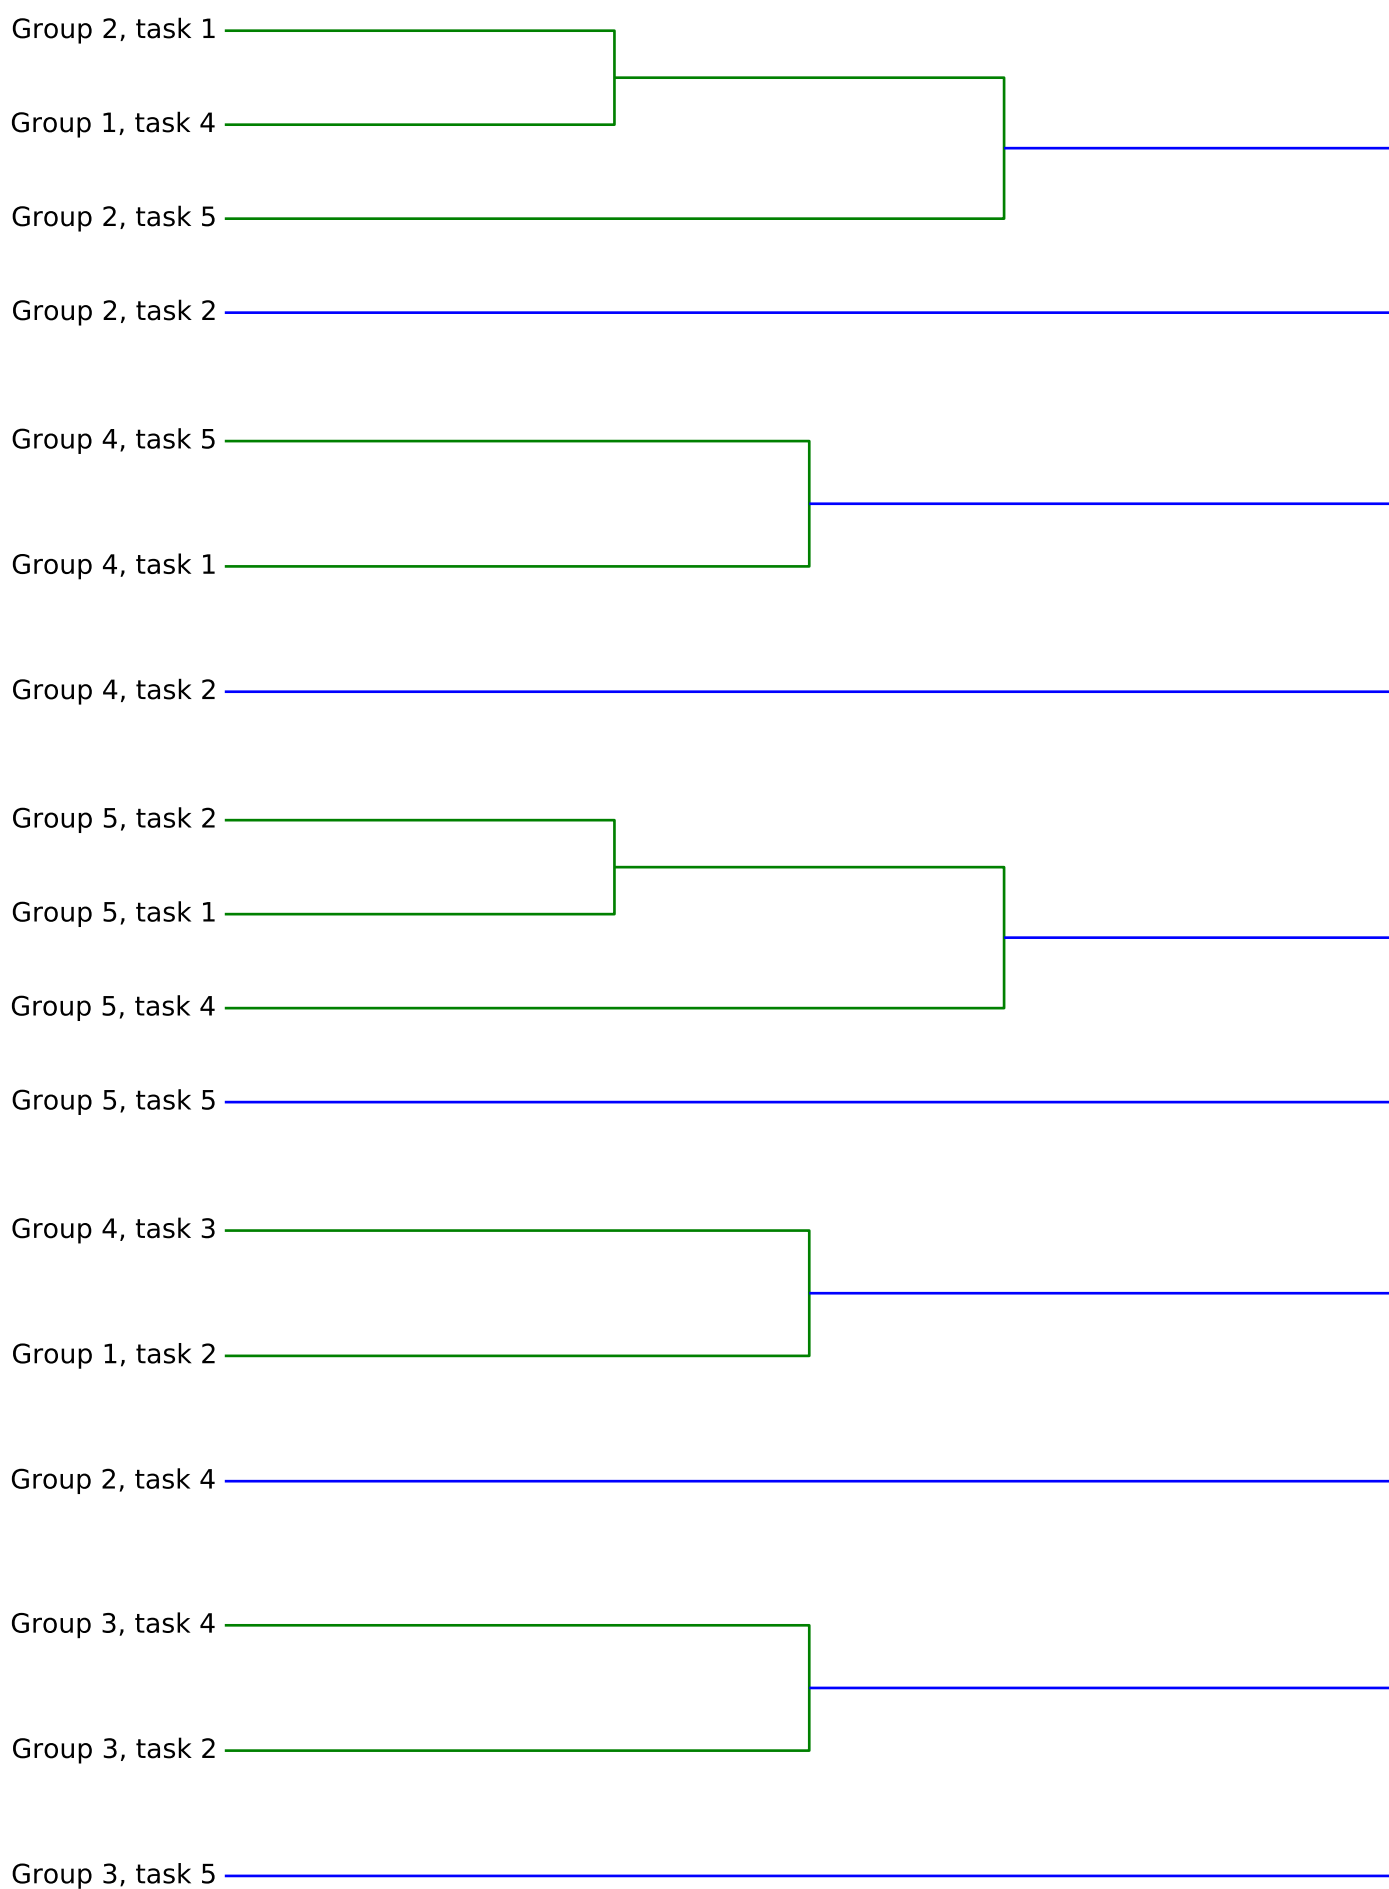 Group 2, task 1
Group 1, task 4
Group 2, task 5
Group 2, task 2
Group 4, task 5
Group 4, task 1
Group 4, task 2
Group 5, task 2
Group 5, task 1
Group 5, task 4
Group 5, task 5
Group 4, task 3
Group 1, task 2
Group 2, task 4
Group 3, task 4
Group 3, task 2
Group 3, task 5